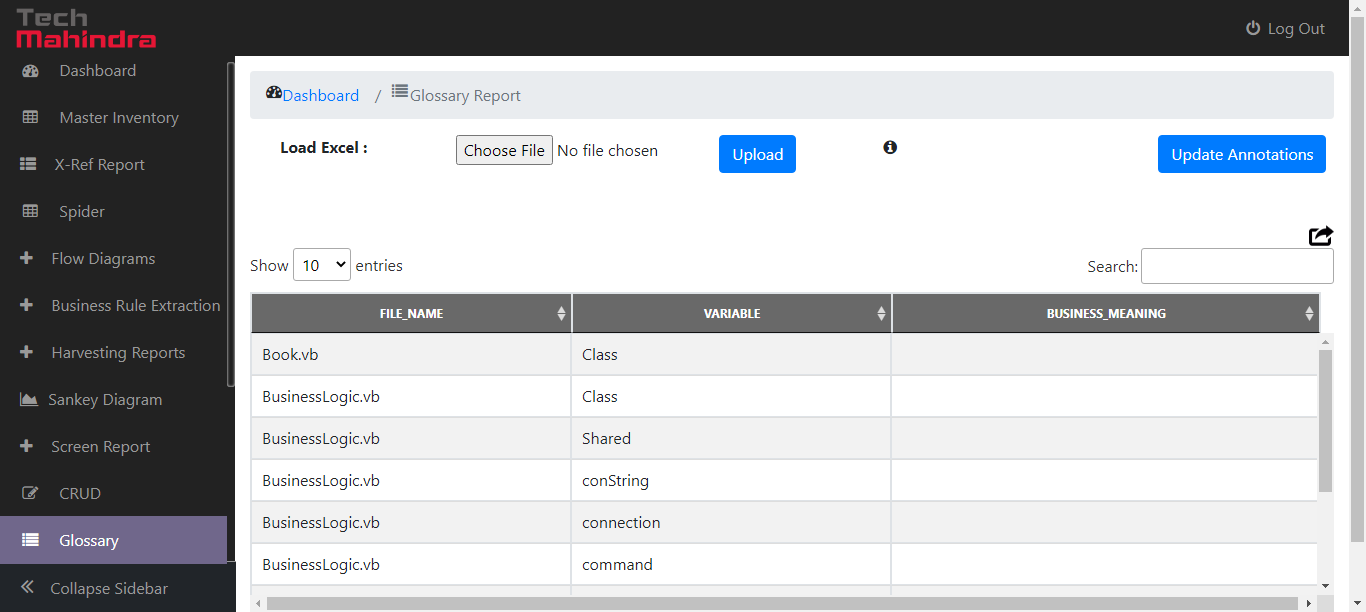 Tech
Mahindra
Log Out
Dashboard
Master Inventory
X-Ref Report
Spider
Flow Diagrams
Business Rule Extraction
Harvesting Reports
Sankey Diagram
Screen Report
CRUD
Glossary
Collapse Sidebar
Dashboard / Glossary Report
Load Excel : Choose File No file chosen Upload Update Annotations
Show 10 entries Search:
FILE_NAME VARIABLE BUSINESS_MEANING
Book.vb Class
BusinessLogic.vb Class
BusinessLogic.vb Shared
BusinessLogic.vb conString
BusinessLogic.vb connection
BusinessLogic.vb command